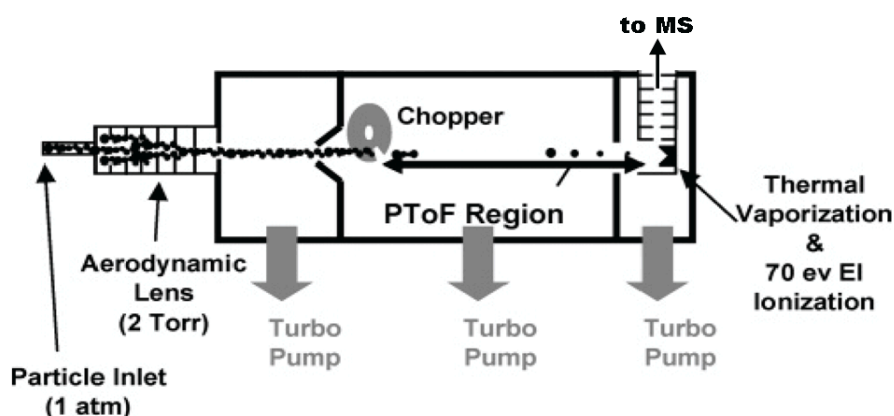 to MS
Chopper
PToF Region
Thermal
Vaporization
&
70 ev EI
Ionization
Aerodynamic
Lens
(2 Torr)
Particle Inlet
(1 atm)
Turbo
Pump
Turbo
Pump
Turbo
Pump